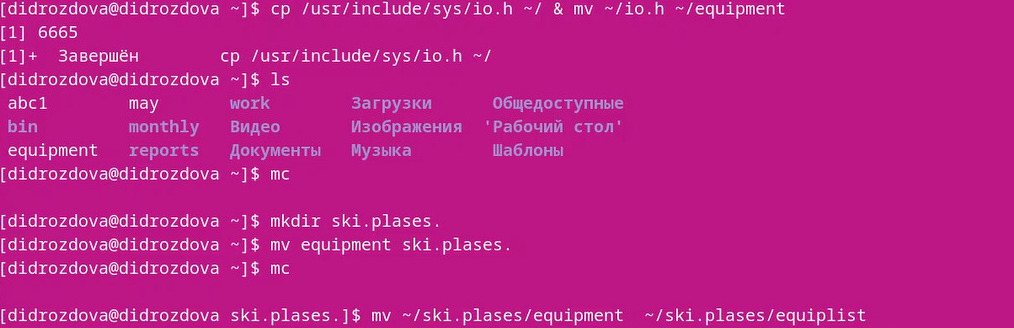 [didrozdova@didrozdova ~]$ cp /usr/include/sys/io.h ~/ & mv ~/io.h ~/equipment
[1] 6665
[1]+  Завершён        cp /usr/include/sys/io.h ~/
[didrozdova@didrozdova ~]$ ls
abc1        may       work        Загрузки      Общедоступные
bin         monthly   Видео       Изображения  'Рабочий стол'
equipment   reports   Документы   Музыка        Шаблоны
[didrozdova@didrozdova ~]$ mc
[didrozdova@didrozdova ~]$ mkdir ski.plases.
[didrozdova@didrozdova ~]$ mv equipment ski.plases.
[didrozdova@didrozdova ~]$ mc
[didrozdova@didrozdova ski.plases.]$ mv ~/ski.plases/equipment  ~/ski.plases/equiplist